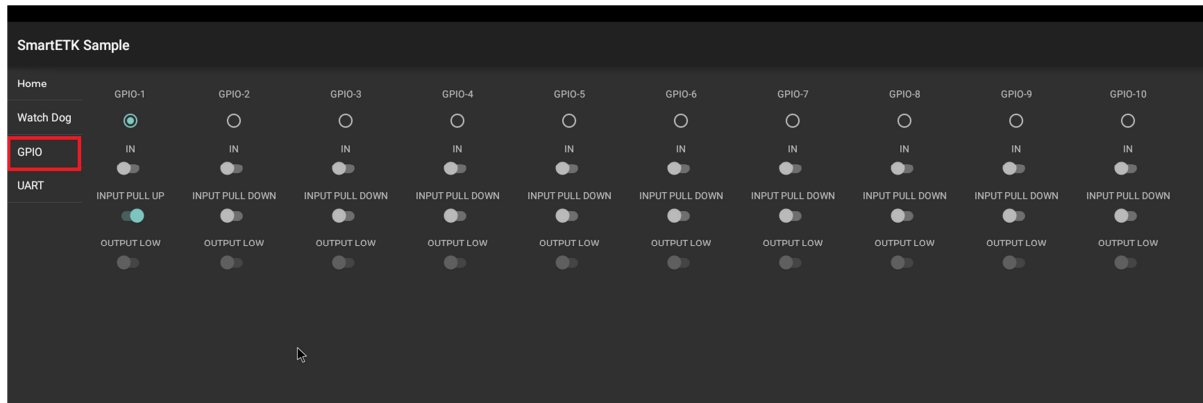 SmartETK Sample
Home
Watch Dog
GPIO
UART
GPIO-1 GPIO-2 GPIO-3 GPIO-4 GPIO-5 GPIO-6 GPIO-7 GPIO-8 GPIO-9 GPIO-10
IN IN IN IN IN IN IN IN IN IN
INPUT PULL UP INPUT PULL DOWN INPUT PULL DOWN INPUT PULL DOWN INPUT PULL DOWN INPUT PULL DOWN INPUT PULL DOWN INPUT PULL DOWN INPUT PULL DOWN INPUT PULL DOWN
OUTPUT LOW OUTPUT LOW OUTPUT LOW OUTPUT LOW OUTPUT LOW OUTPUT LOW OUTPUT LOW OUTPUT LOW OUTPUT LOW OUTPUT LOW